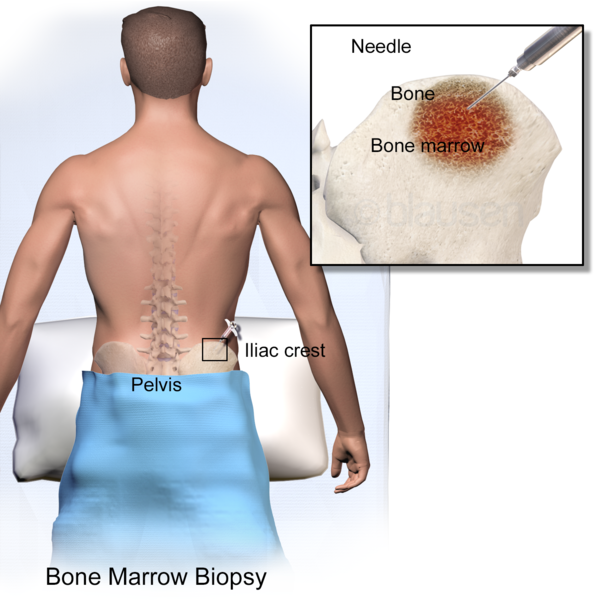 Needle
Bone
Bone marrow
Iliac crest
Pelvis
Bone Marrow Biopsy